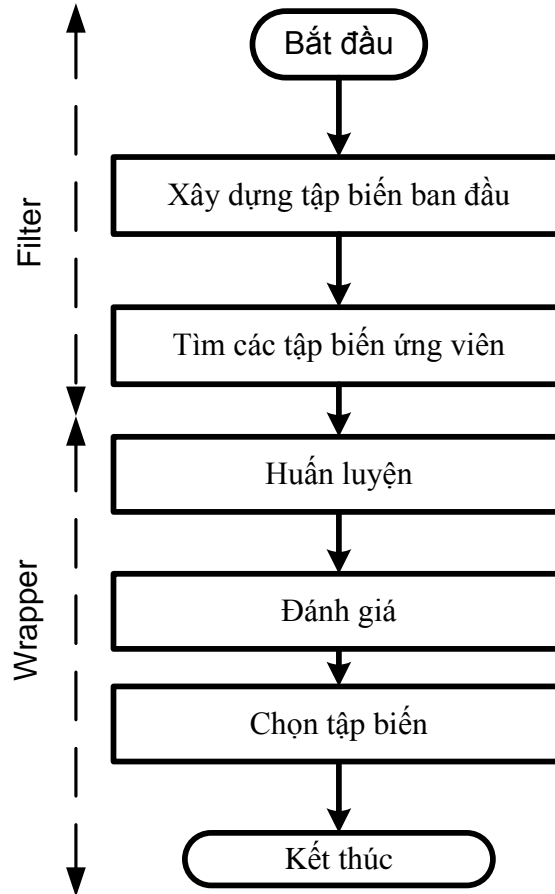 Bắt đầu
Xây dựng tập biến ban đầu
Filter
Tìm các tập biến ứng viên
Huấn luyện
Đánh giá
Wrapper
Chọn tập biến
Kết thúc